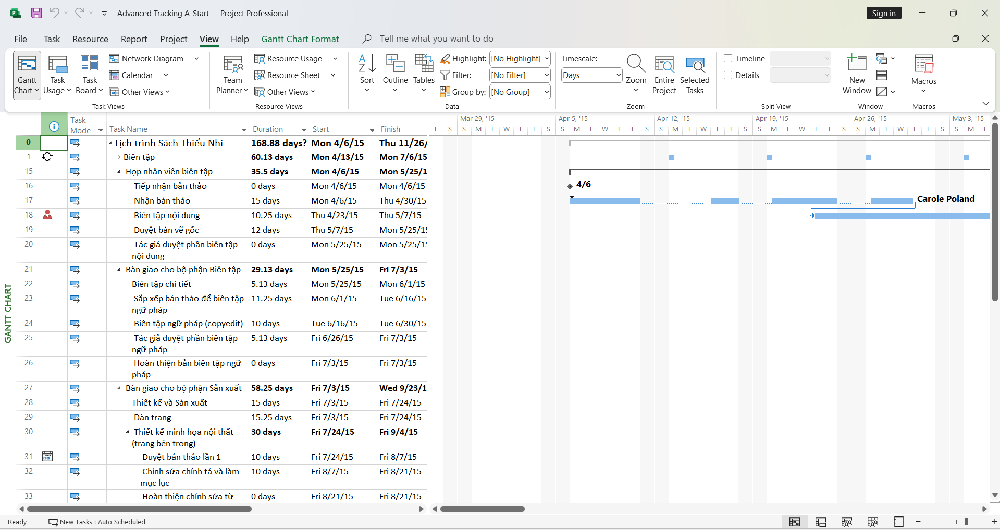 Advanced Tracking A_Start - Project Professional
Sign in
File Task Resource Report Project View Help Gantt Chart Format Tell me what you want to do
Gantt Chart
Task Usage
Task Board
Network Diagram
Calendar
Other Views
Task Views
Team Planner
Resource Usage
Resource Sheet
Other Views
Resource Views
Sort
Outline
Tables
Highlight: [No Highlight]
Filter: [No Filter]
Group by: [No Group]
Data
Timescale:
Days
Zoom
Entire Project
Selected Tasks
Zoom
Timeline
Details
Split View
New Window
Window
Macros
Macros
Task Mode Task Name Duration Start Finish
Mar 29, '15 Apr 5, '15 Apr 12, '15 Apr 19, '15 Apr 26, '15 May 3, '15
F S S M T W T F S S M T W T F S S M T W T F S S M T W T F S S M T W T F S S M T
0 Lịch trình Sách Thiếu Nhi 168.88 days? Mon 4/6/15 Thu 11/26/
1 Biên tập 60.13 days Mon 4/13/15 Mon 7/6/15
15 Họp nhân viên biên tập 35.5 days Mon 4/6/15 Mon 5/25/1
16 Tiếp nhận bản thảo 0 days Mon 4/6/15 Mon 4/6/15
4/6
17 Nhận bản thảo 15 days Mon 4/6/15 Thu 4/30/15
Carole Poland
18 Biên tập nội dung 10.25 days Thu 4/23/15 Thu 5/7/15
19 Duyệt bản vẽ gốc 12 days Thu 5/7/15 Mon 5/25/15
20 Tác giả duyệt phần biên tập 0 days Mon 5/25/15 Mon 5/25/15
nội dung
21 Bàn giao cho bộ phận Biên tập 29.13 days Mon 5/25/15 Fri 7/3/15
22 Biên tập chi tiết 5.13 days Mon 5/25/15 Mon 6/1/15
23 Sắp xếp bản thảo để biên tập 11.25 days Mon 6/1/15 Tue 6/16/15
ngữ pháp
24 Biên tập ngữ pháp (copyedit) 10 days Tue 6/16/15 Tue 6/30/15
25 Tác giả duyệt phần biên tập 5.13 days Fri 6/26/15 Fri 7/3/15
ngữ pháp
26 Hoàn thiện bản biên tập ngữ 0 days Fri 7/3/15 Fri 7/3/15
pháp
27 Bàn giao cho bộ phận Sản xuất 58.25 days Fri 7/3/15 Wed 9/23/1
28 Thiết kế và Sản xuất 15 days Fri 7/3/15 Fri 7/24/15
29 Dàn trang 15.25 days Fri 7/3/15 Fri 7/24/15
30 Thiết kế minh họa nội thất 30 days Fri 7/24/15 Fri 9/4/15
(trang bên trong)
31 Duyệt bản thảo lần 1 10 days Fri 7/24/15 Fri 8/7/15
32 Chỉnh sửa chính tả và làm 10 days Fri 8/7/15 Fri 8/21/15
mục lục
33 Hoàn thiện chỉnh sửa từ 0 days Fri 8/21/15 Fri 8/21/15
GANTT CHART
Ready New Tasks : Auto Scheduled